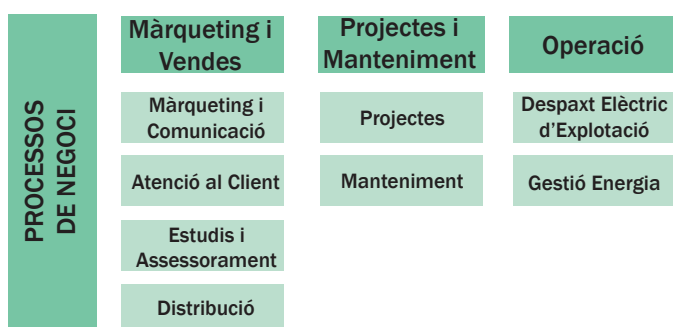 PROCESSOS
DE NEGOCI
Màrqueting i
Vendes
Màrqueting i
Comunicació
Atenció al Client
Estudis i
Assessorament
Distribució
Projectes i
Manteniment
Projectes
Manteniment
Operació
Despaxt Elèctric
d'Explotació
Gestió Energia